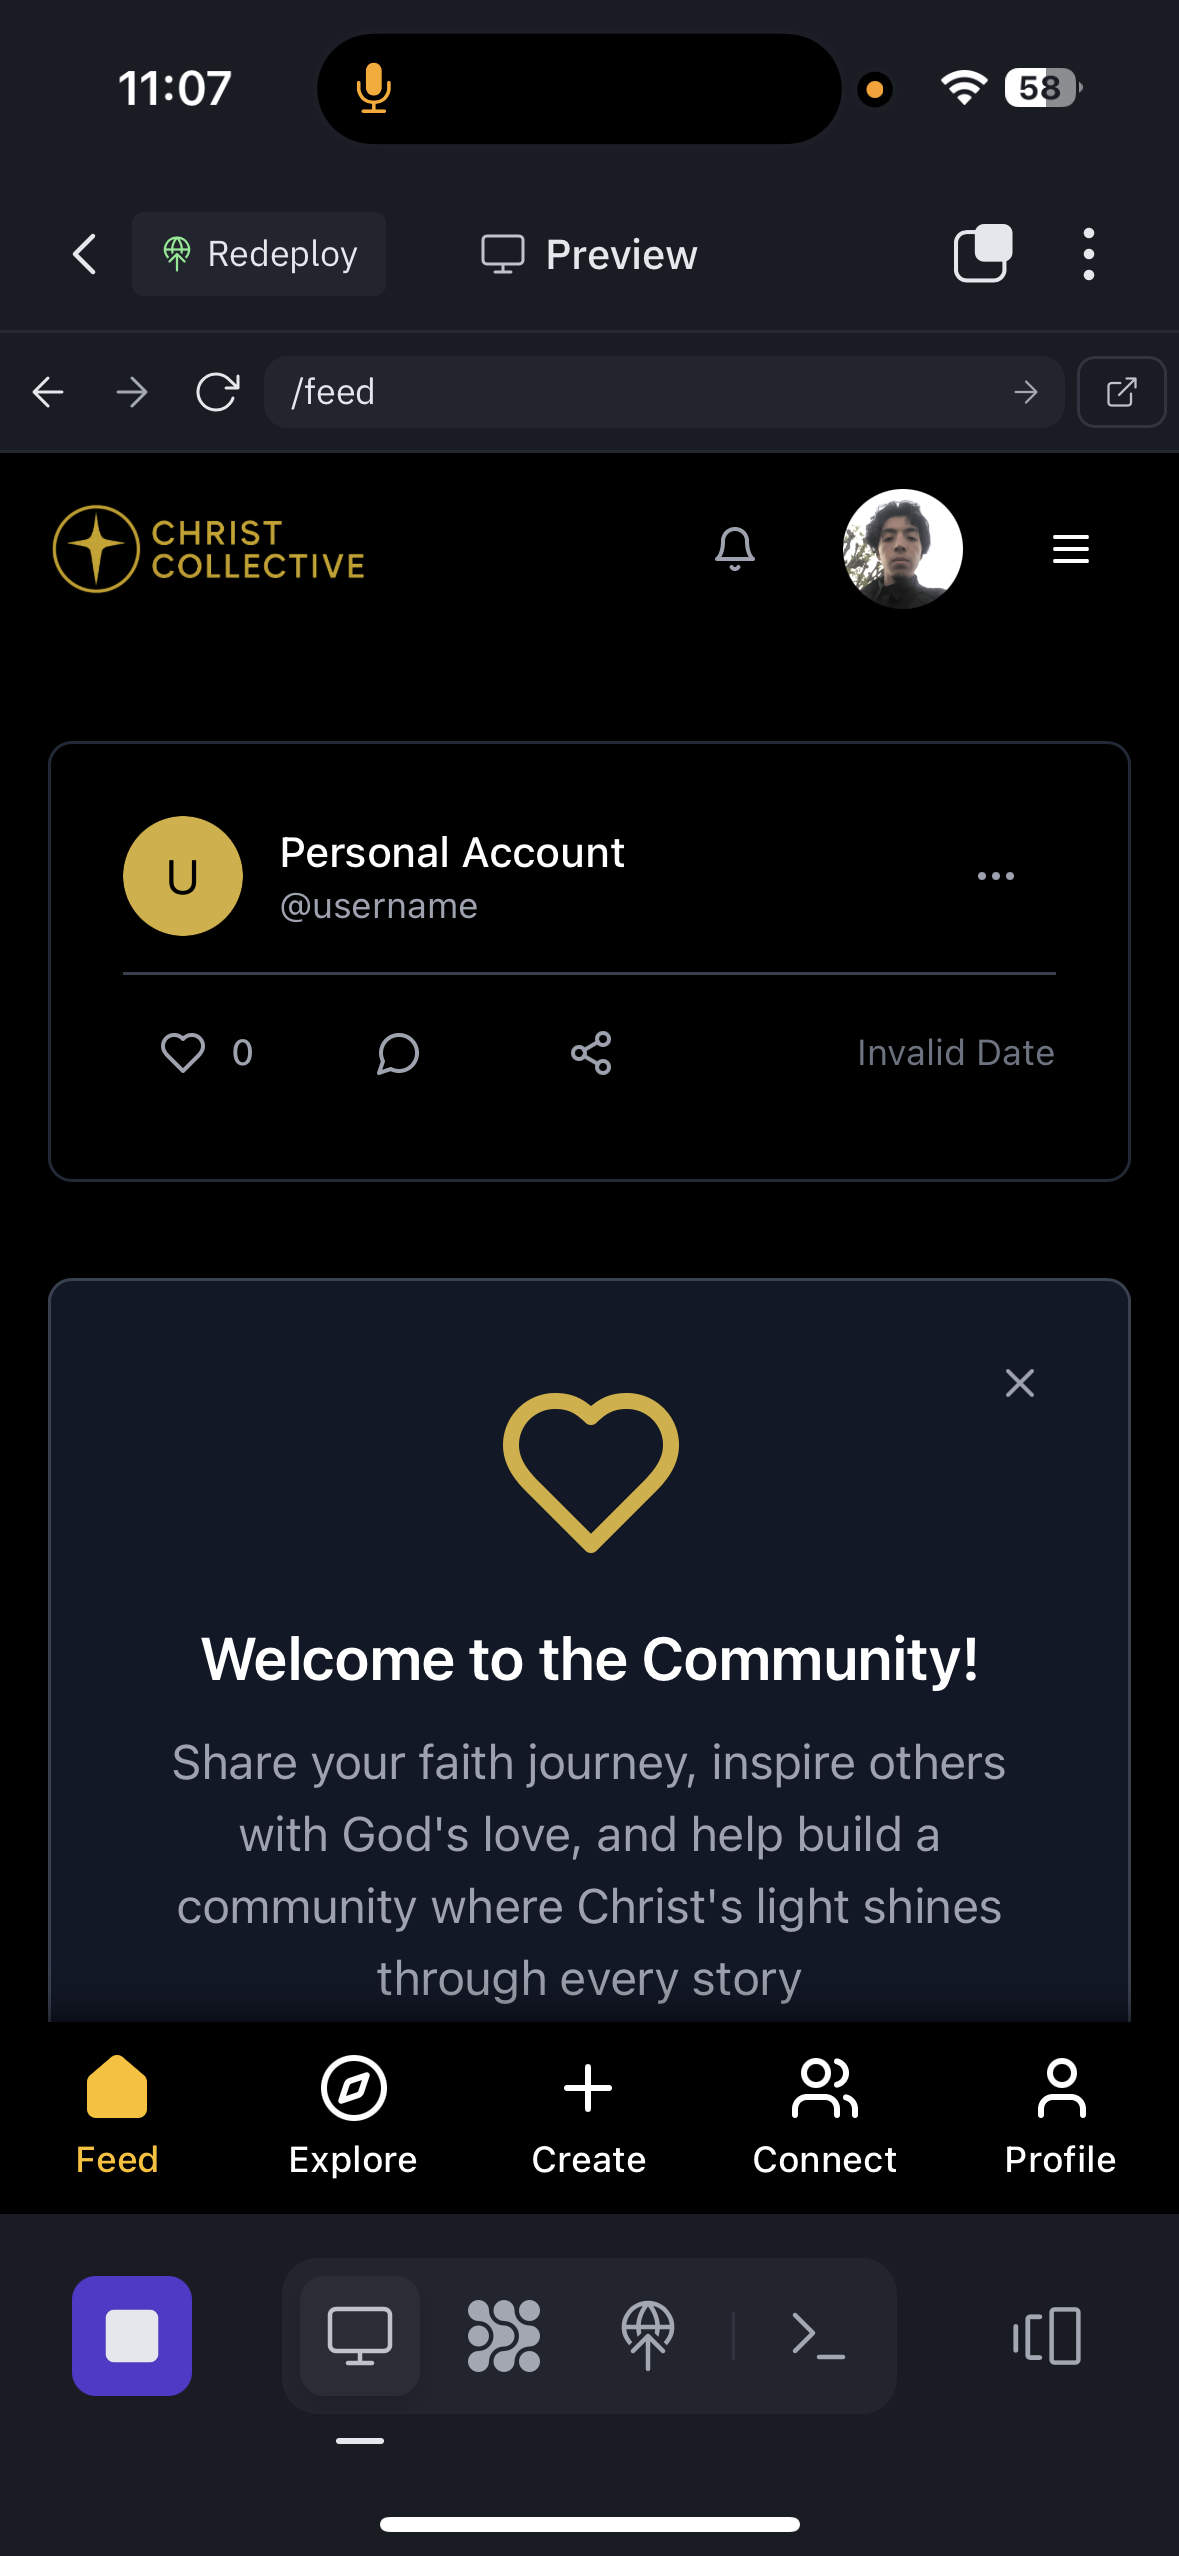 11:07
58
Redeploy
Preview
/feed
CHRIST
COLLECTIVE
U
Personal Account
@username
0
Invalid Date
Welcome to the Community!
Share your faith journey, inspire others
with God's love, and help build a
community where Christ's light shines
through every story
Feed
Explore
Create
Connect
Profile